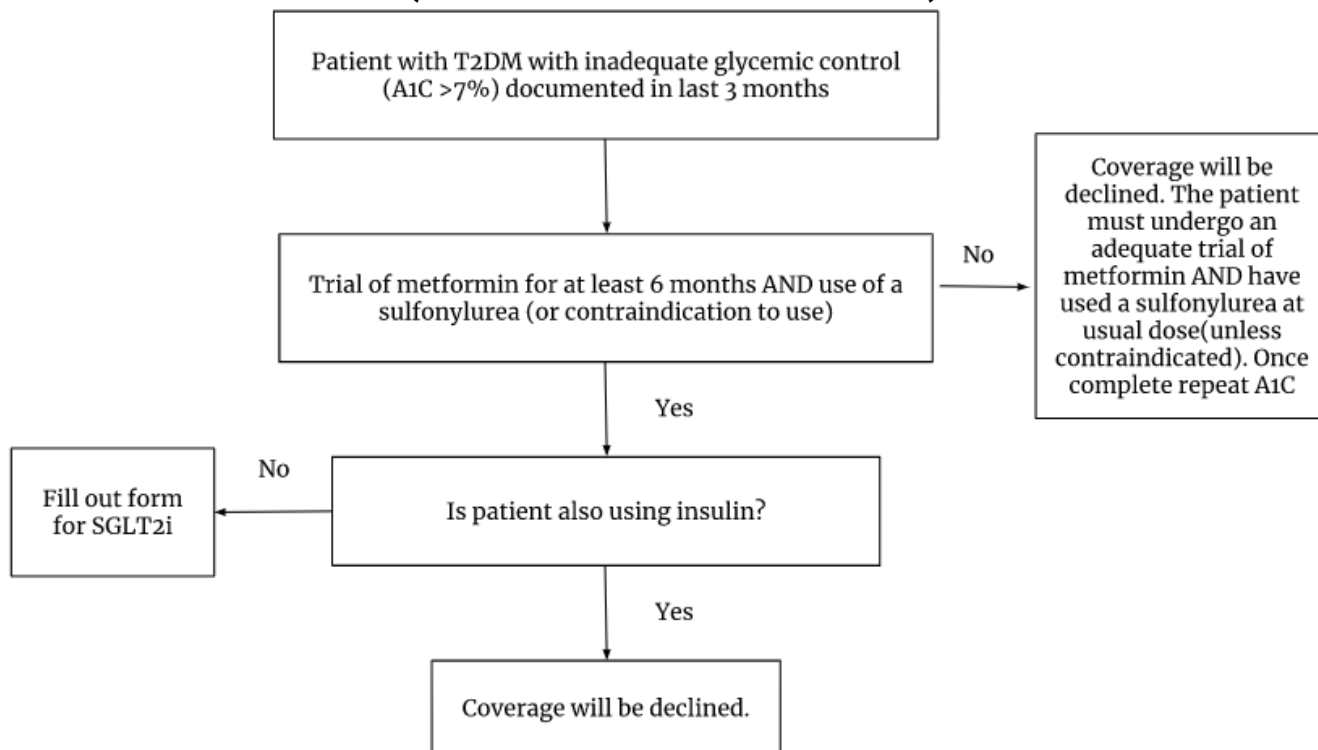 Patient with T2DM with inadequate glycemic control
(A1C >7%) documented in last 3 months
Trial of metformin for at least 6 months AND use of a
sulfonylurea (or contraindication to use)
No
Coverage will be
declined. The patient
must undergo an
adequate trial of
metformin AND have
used a sulfonylurea at
usual dose(unless
contraindicated). Once
complete repeat A1C
Yes
Is patient also using insulin?
No
Fill out form
for SGLT2i
Yes
Coverage will be declined.